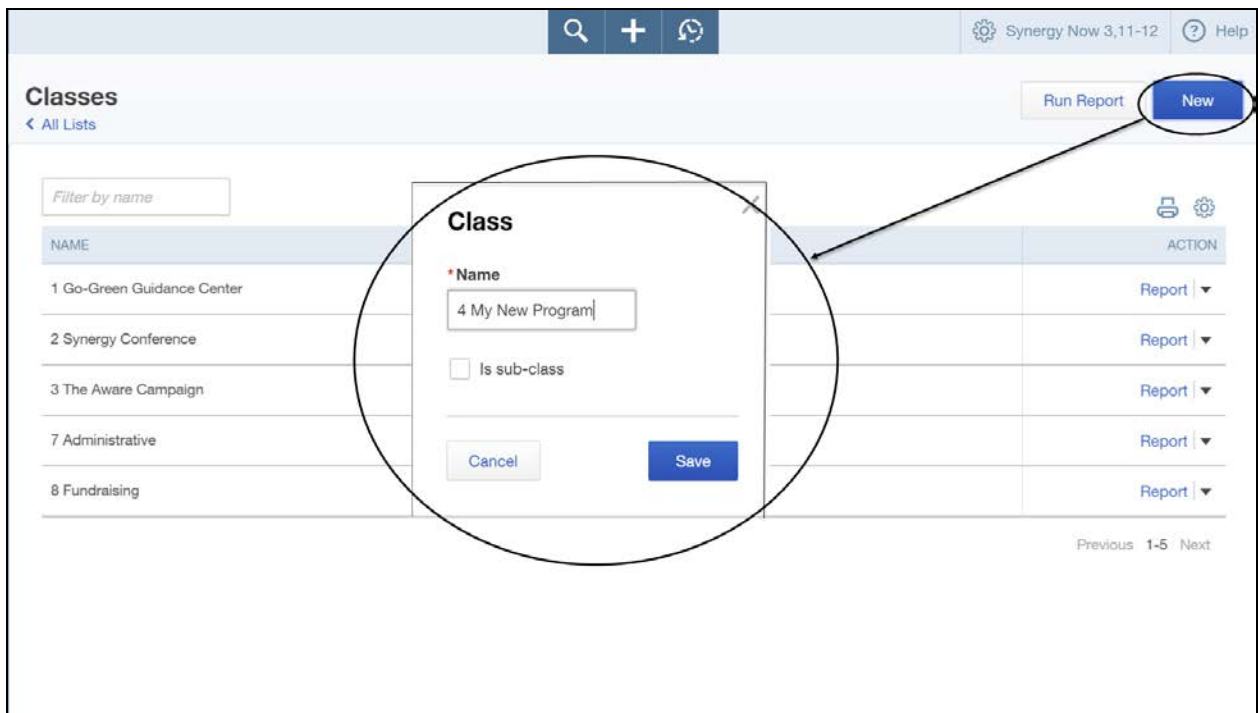 Synergy Now 3,11-12 Help
Classes
Run Report New
All Lists
Filter by name
NAME ACTION
1 Go-Green Guidance Center Report
2 Synergy Conference Report
3 The Aware Campaign Report
7 Administrative Report
8 Fundraising Report
Previous 1-5 Next
Class
*Name
4 My New Program
Is sub-class
Cancel Save